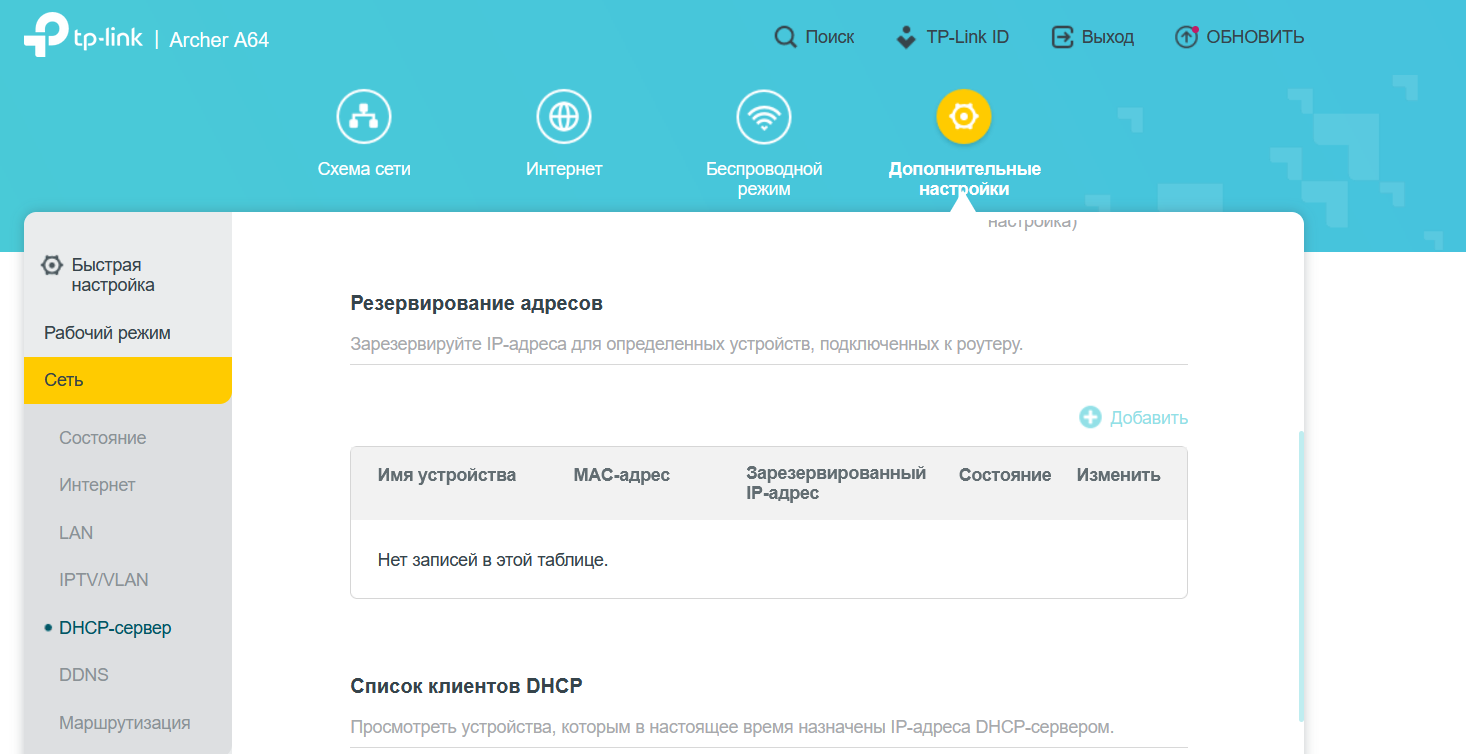 tp-link | Archer A64
Поиск
TP-Link ID
Выход
ОБНОВИТЬ
Схема сети
Интернет
Беспроводной
режим
Дополнительные
настройки
настройка)
Быстрая
настройка
Рабочий режим
Сеть
Состояние
Интернет
LAN
IPTV/VLAN
DHCP-сервер
DDNS
Маршрутизация
Резервирование адресов
Зарезервируйте IP-адреса для определенных устройств, подключенных к роутеру.
Добавить
Имя устройства
MAC-адрес
Зарезервированный
IP-адрес
Состояние
Изменить
Нет записей в этой таблице.
Список клиентов DHCP
Просмотреть устройства, которым в настоящее время назначены IP-адреса DHCP-сервером.